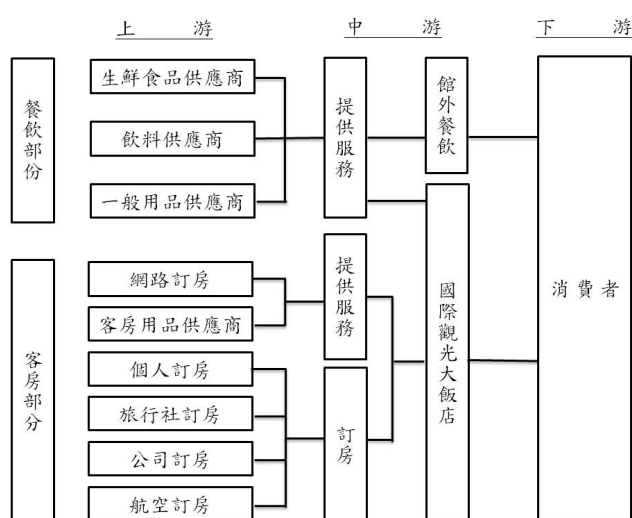 上　游
中　游
下　游
餐飲部份
生鮮食品供應商
飲料供應商
一般用品供應商
提供服務
館外餐飲
客房部分
網路訂房
客房用品供應商
個人訂房
旅行社訂房
公司訂房
航空訂房
提供服務
訂房
國際觀光大飯店
消費者